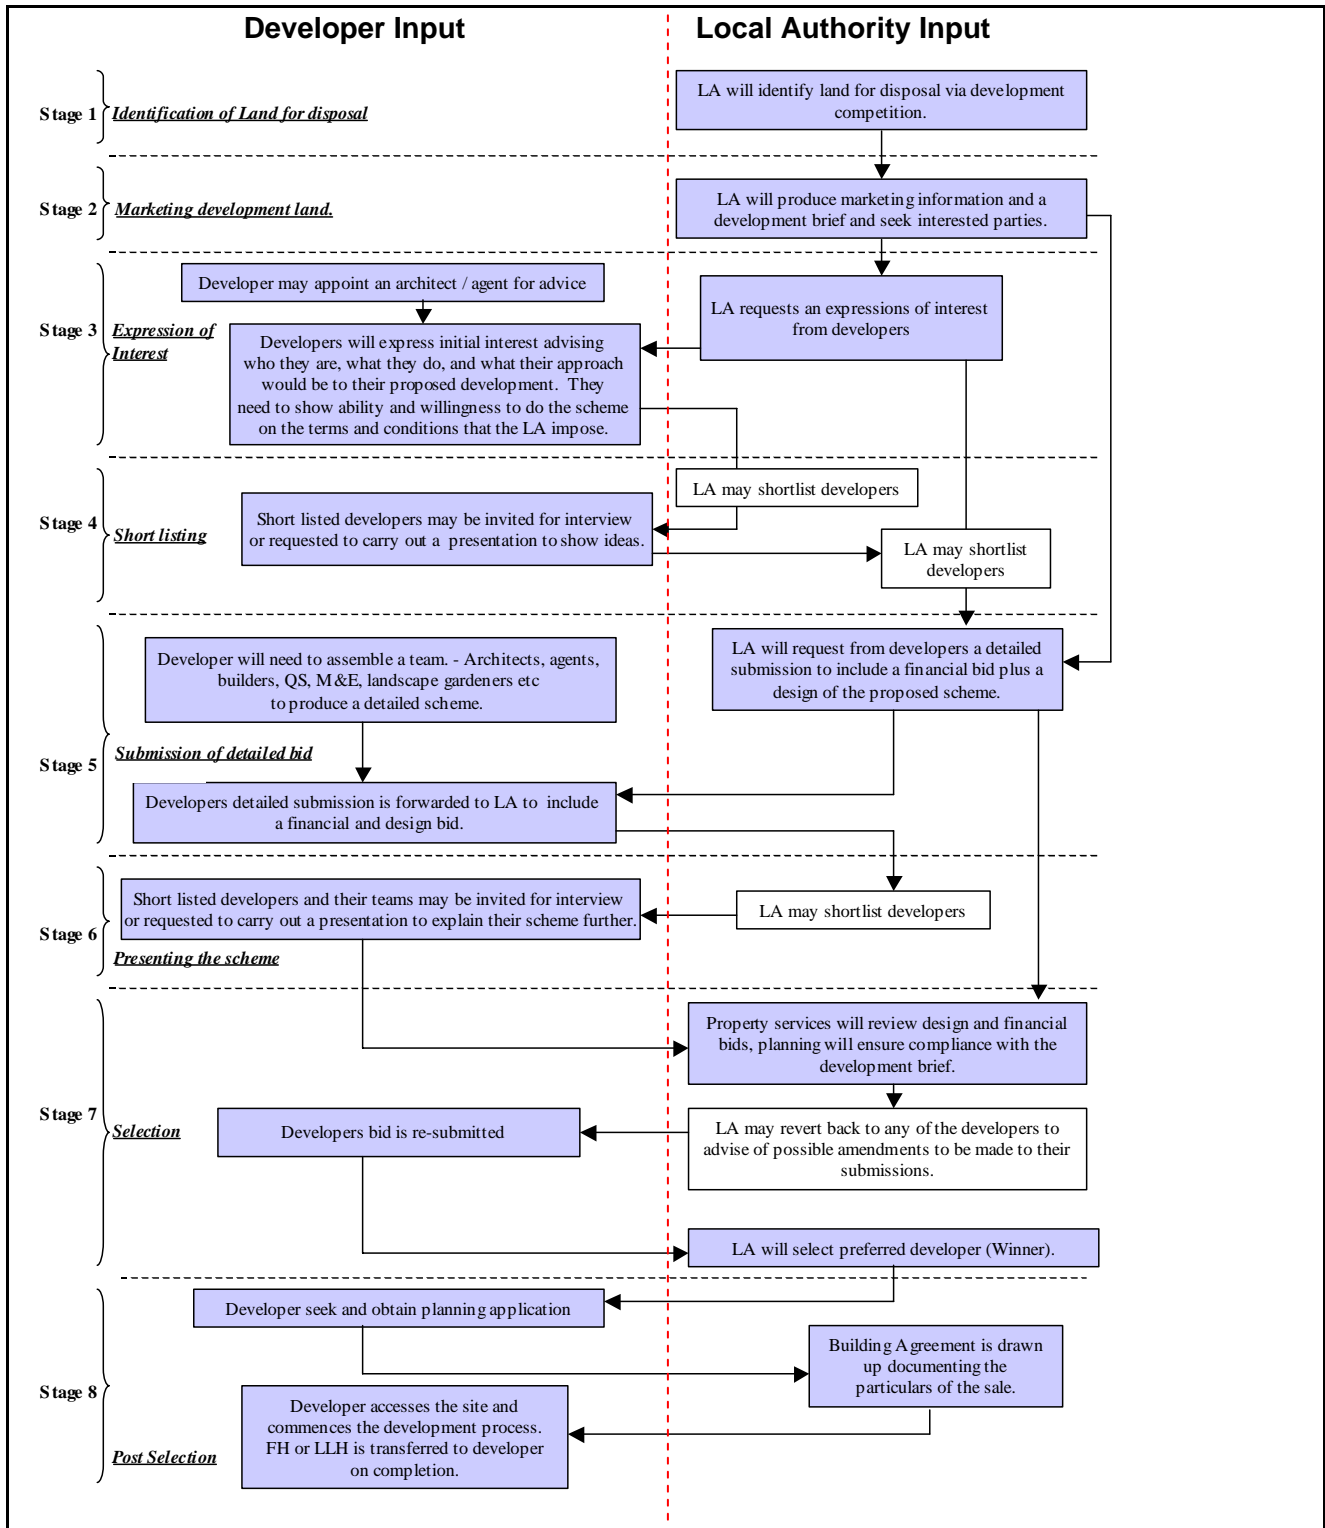 Developer Input
Local Authority Input
Stage 1
Identification of Land for disposal
LA will identify land for disposal via development
competition.
Stage 2
Marketing development land.
LA will produce marketing information and a
development brief and seek interested parties.
Stage 3
Expression of
Interest
Developer may appoint an architect / agent for advice
LA requests an expressions of interest
from developers
Developers will express initial interest advising
who they are, what they do, and what their approach
would be to their proposed development. They
need to show ability and willingness to do the scheme
on the terms and conditions that the LA impose.
Stage 4
Short listing
LA may shortlist developers
Short listed developers may be invited for interview
or requested to carry out a presentation to show ideas.
LA may shortlist
developers
Stage 5
Submission of detailed bid
Developer will need to assemble a team. - Architects, agents,
builders, QS, M&E, landscape gardeners etc
to produce a detailed scheme.
LA will request from developers a detailed
submission to include a financial bid plus a
design of the proposed scheme.
Developers detailed submission is forwarded to LA to include
a financial and design bid.
Stage 6
Presenting the scheme
Short listed developers and their teams may be invited for interview
or requested to carry out a presentation to explain their scheme further.
LA may shortlist developers
Stage 7
Selection
Property services will review design and financial
bids, planning will ensure compliance with the
development brief.
Developers bid is re-submitted
LA may revert back to any of the developers to
advise of possible amendments to be made to their
submissions.
LA will select preferred developer (Winner).
Stage 8
Post Selection
Developer seek and obtain planning application
Building Agreement is drawn
up documenting the
particulars of the sale.
Developer accesses the site and
commences the development process.
FH or LLH is transferred to developer
on completion.